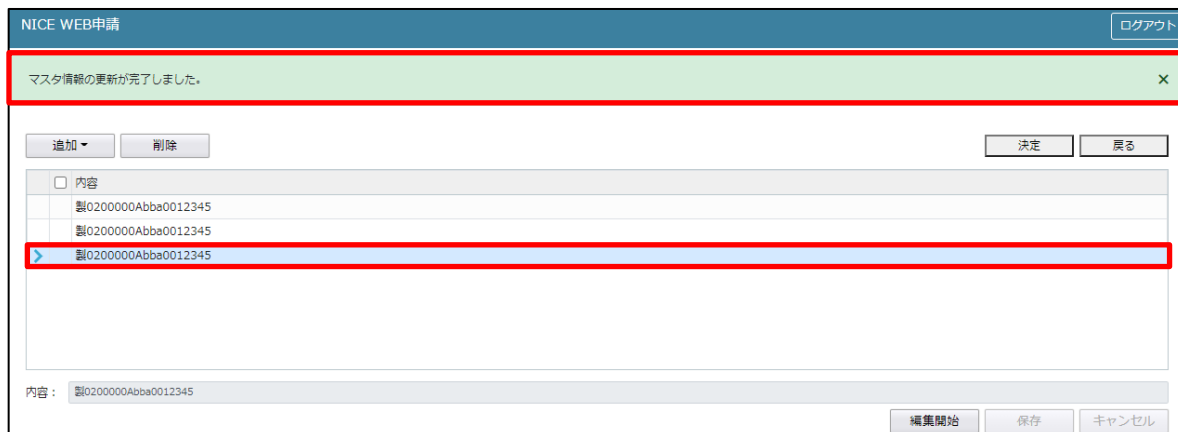 NICE WEB申請
ログアウト
マスタ情報の更新が完了しました。
×
追加 削除 決定 戻る
内容
製0200000Abba0012345
製0200000Abba0012345
製0200000Abba0012345
内容： 製0200000Abba0012345
編集開始 保存 キャンセル